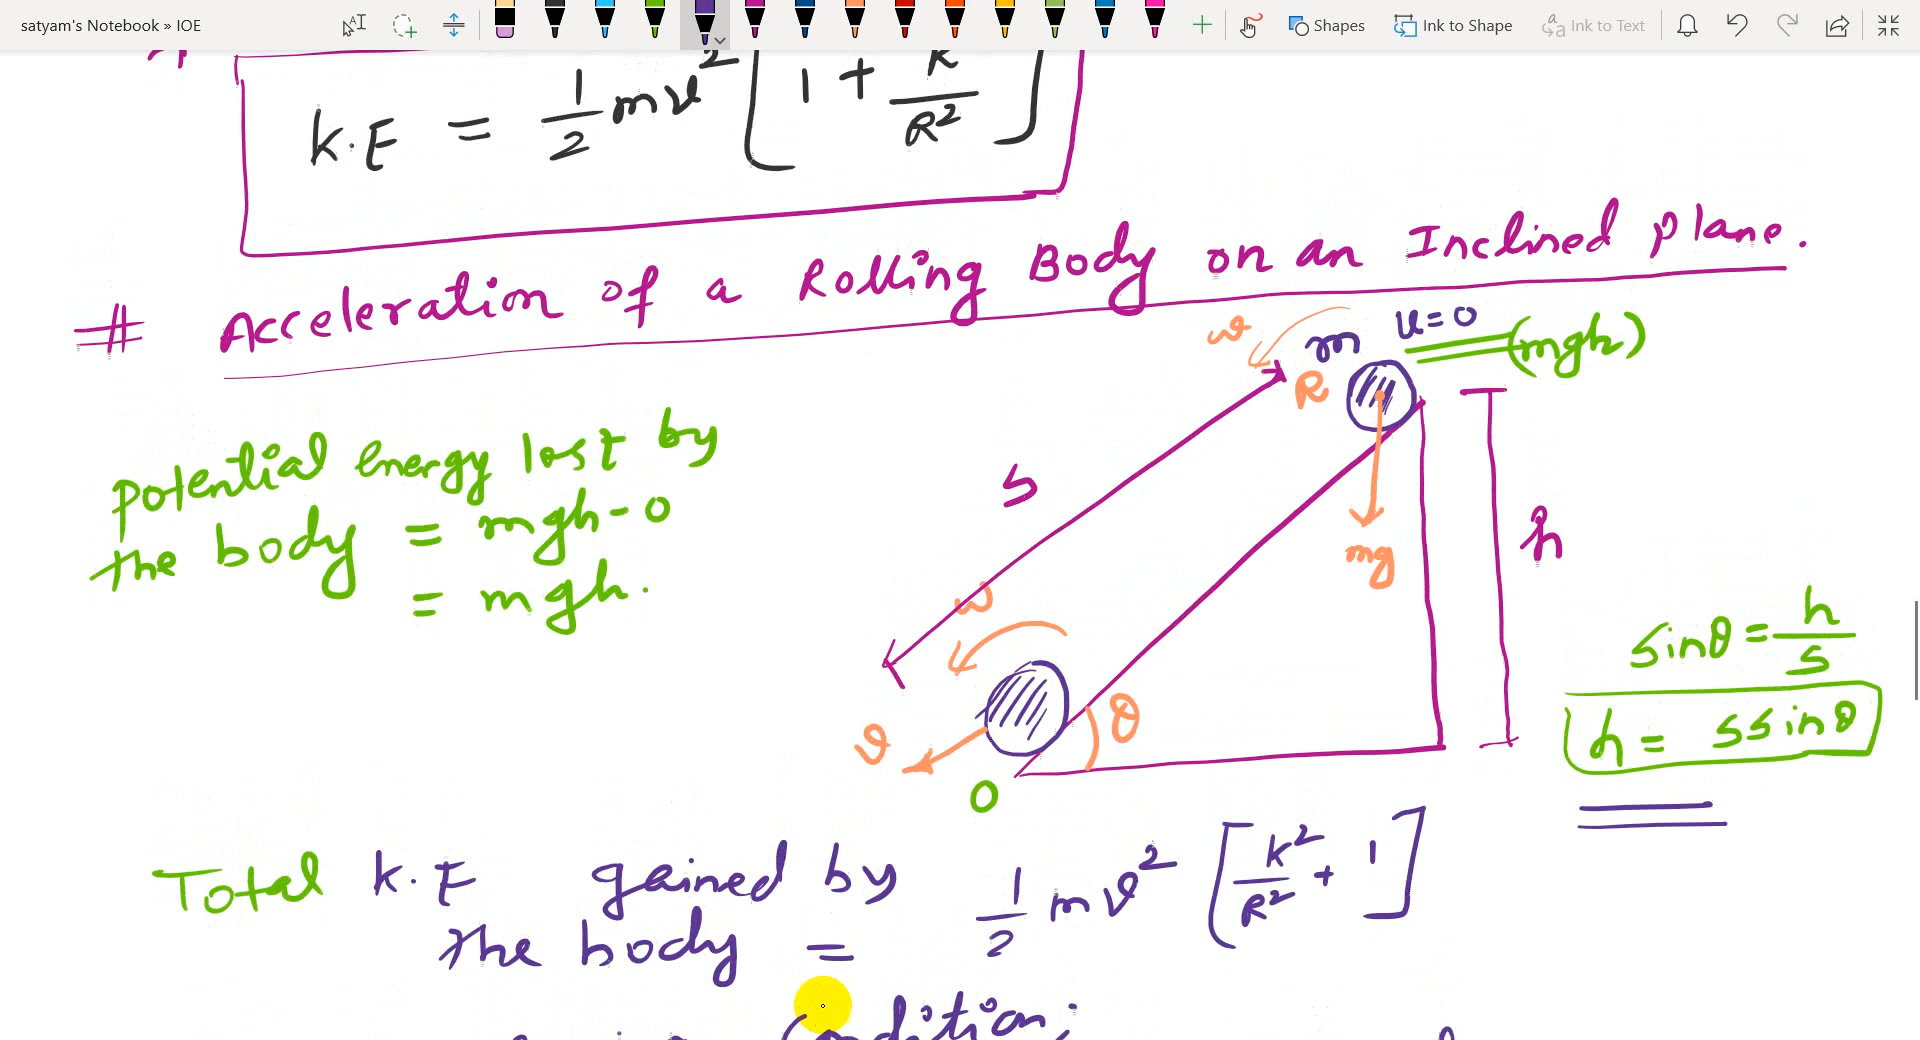 satyam's Notebook » IOE
Shapes
Ink to Shape
Ink to Text
K.E = 1/2 mv² [1 + K/R²]
# Acceleration of a Rolling Body on an Inclined plane.
ω
m
u=0
(mgh)
R
potential energy lost by
the body = mgh-0
= mgh.
s
mg
h
ω
sinθ = h/s
h = s sinθ
v
θ
O
Total K.E gained by
the body = 1/2 mv² [K²/R² + 1]
Condition;